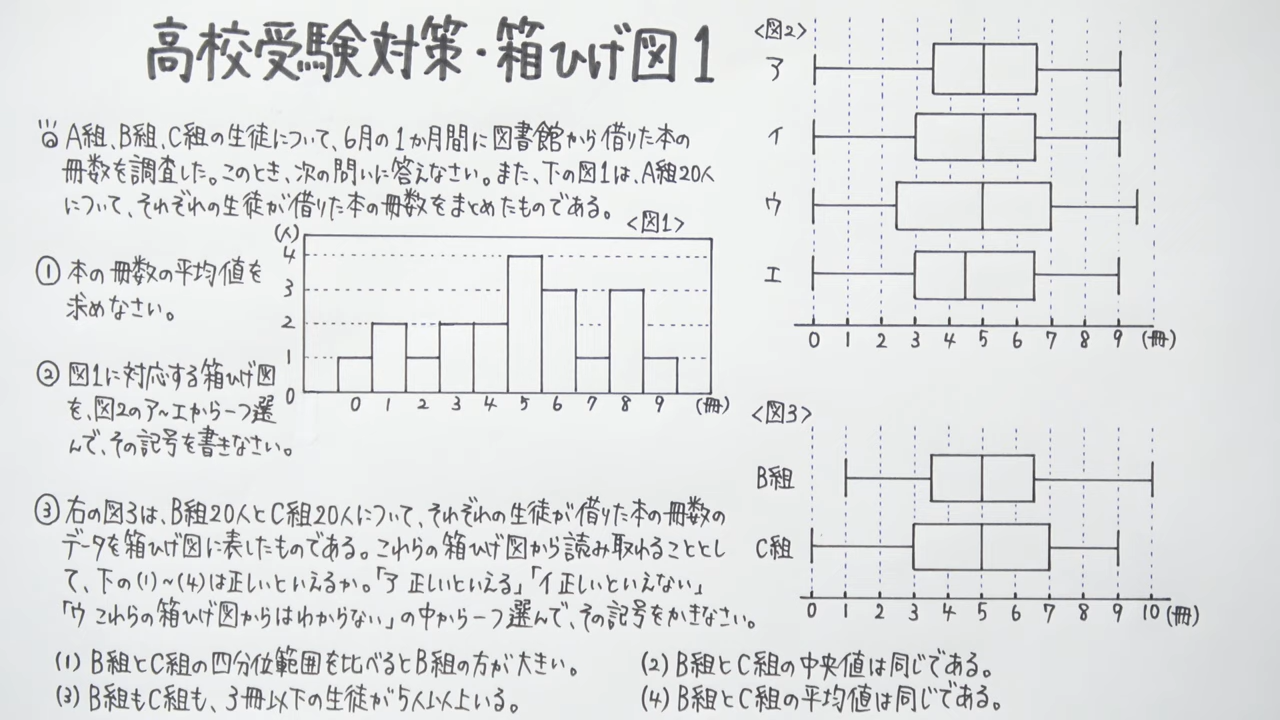 高校受験対策・箱ひげ図1
A組、B組、C組の生徒について、6月の1か月間に図書館から借りた本の
冊数を調査した。このとき、次の問いに答えなさい。また、下の図1は、A組20人
について、それぞれの生徒が借りた本の冊数をまとめたものである。
① 本の冊数の平均値を
求めなさい。
② 図1に対応する箱ひげ図
を、図2のア~エから一つ選
んで、その記号を書きなさい。
<図1>
(人)
4
3
2
1
0
0 1 2 3 4 5 6 7 8 9 (冊)
③ 右の図3は、B組20人とC組20人について、それぞれの生徒が借りた本の冊数の
データを箱ひげ図に表したものである。これらの箱ひげ図から読み取れることとし
て、下の(1)~(4)は正しいといえるか。「ア 正しいといえる」「イ 正しいといえない」
「ウ これらの箱ひげ図からはわからない」の中から一つ選んで、その記号をかきなさい。
(1) B組とC組の四分位範囲を比べるとB組の方が大きい。
(2) B組とC組の中央値は同じである。
(3) B組もC組も、3冊以下の生徒が5人以上いる。
(4) B組とC組の平均値は同じである。
<図2>
ア
イ
ウ
エ
0 1 2 3 4 5 6 7 8 9 (冊)
<図3>
B組
C組
0 1 2 3 4 5 6 7 8 9 10 (冊)